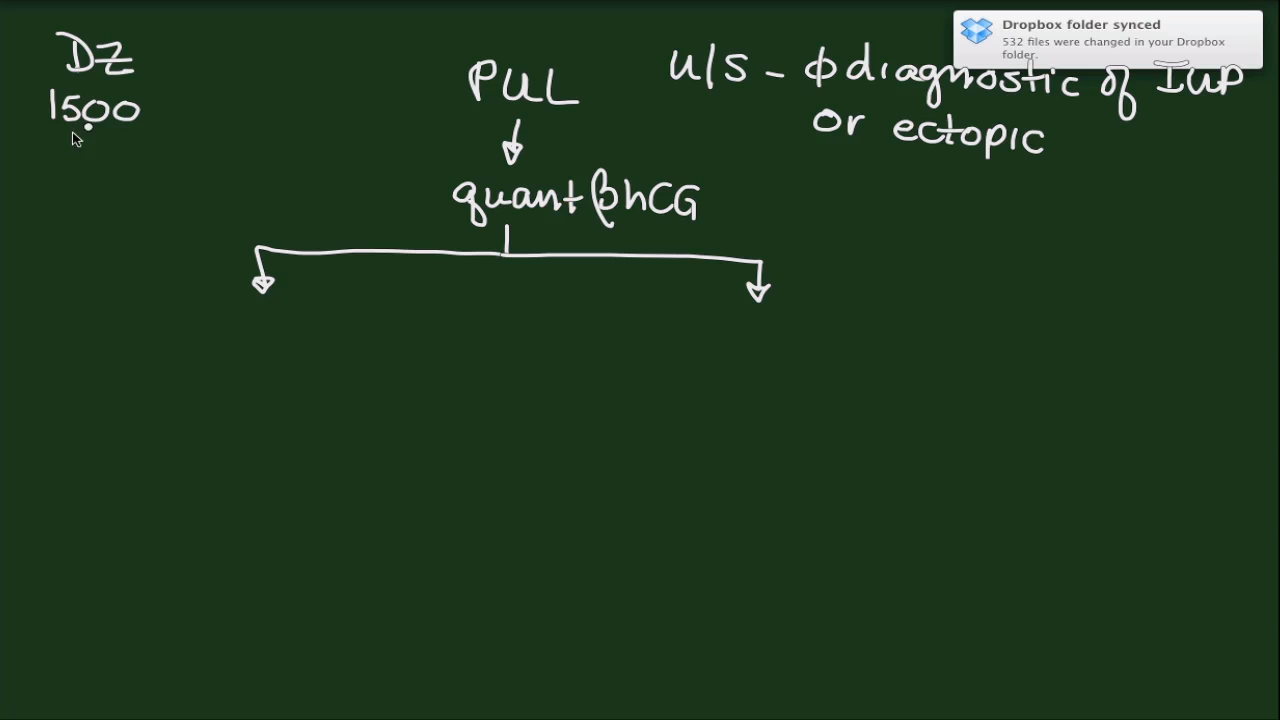 DZ
1500
PUL
u/s - ϕ diagnostic of IUP
or ectopic
quant βhCG
Dropbox folder synced
532 files were changed in your Dropbox
folder.